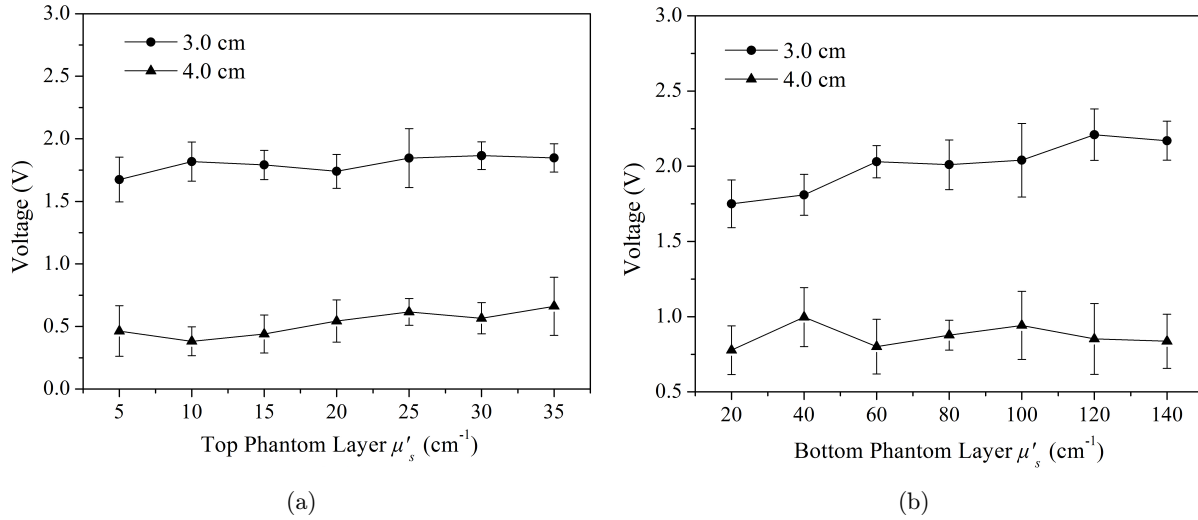 3.0
2.5
2.0
1.5
1.0
0.5
0.0
Voltage (V)
3.0 cm
4.0 cm
5 10 15 20 25 30 35
Top Phantom Layer μ′s (cm-1)
(a)
3.0
2.5
2.0
1.5
1.0
0.5
Voltage (V)
3.0 cm
4.0 cm
20 40 60 80 100 120 140
Bottom Phantom Layer μ′s (cm-1)
(b)